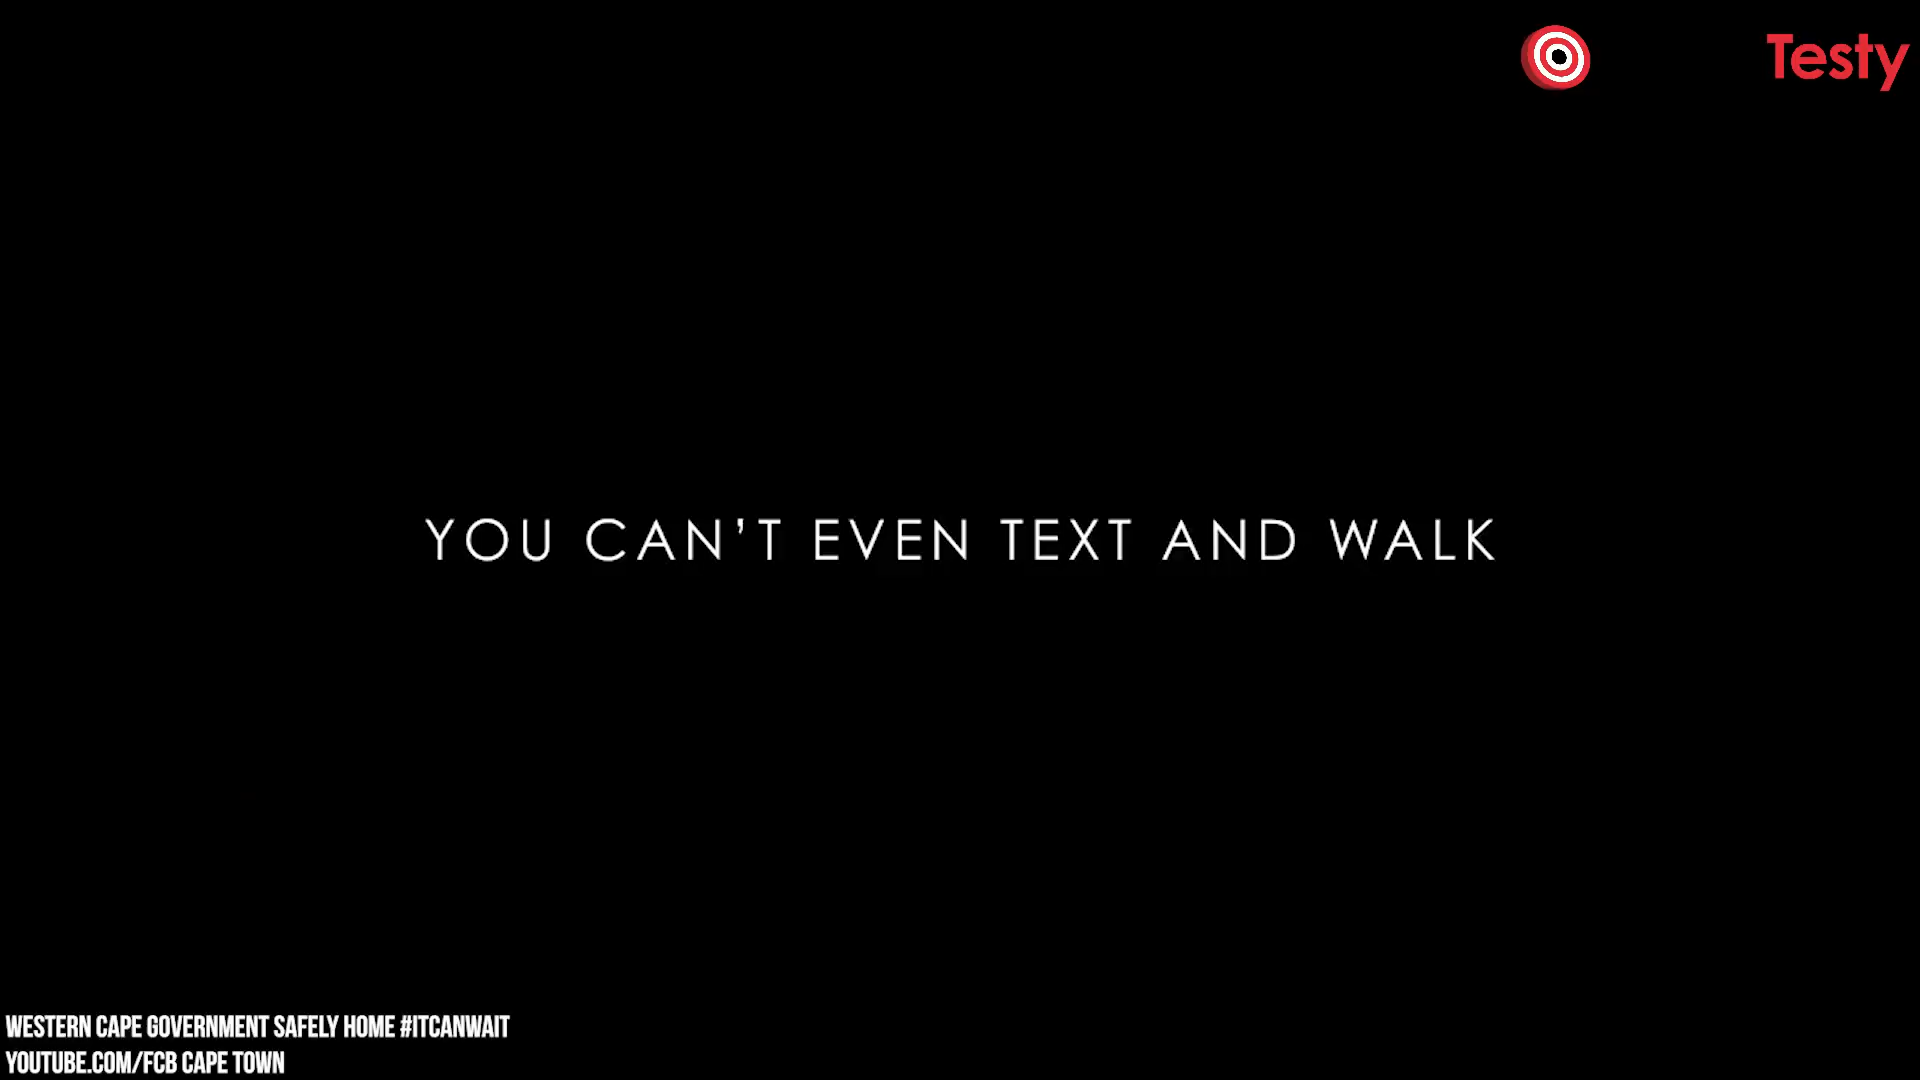 Testy
YOU CAN'T EVEN TEXT AND WALK
WESTERN CAPE GOVERNMENT SAFELY HOME #ITCANWAIT
YOUTUBE.COM/FCB CAPE TOWN